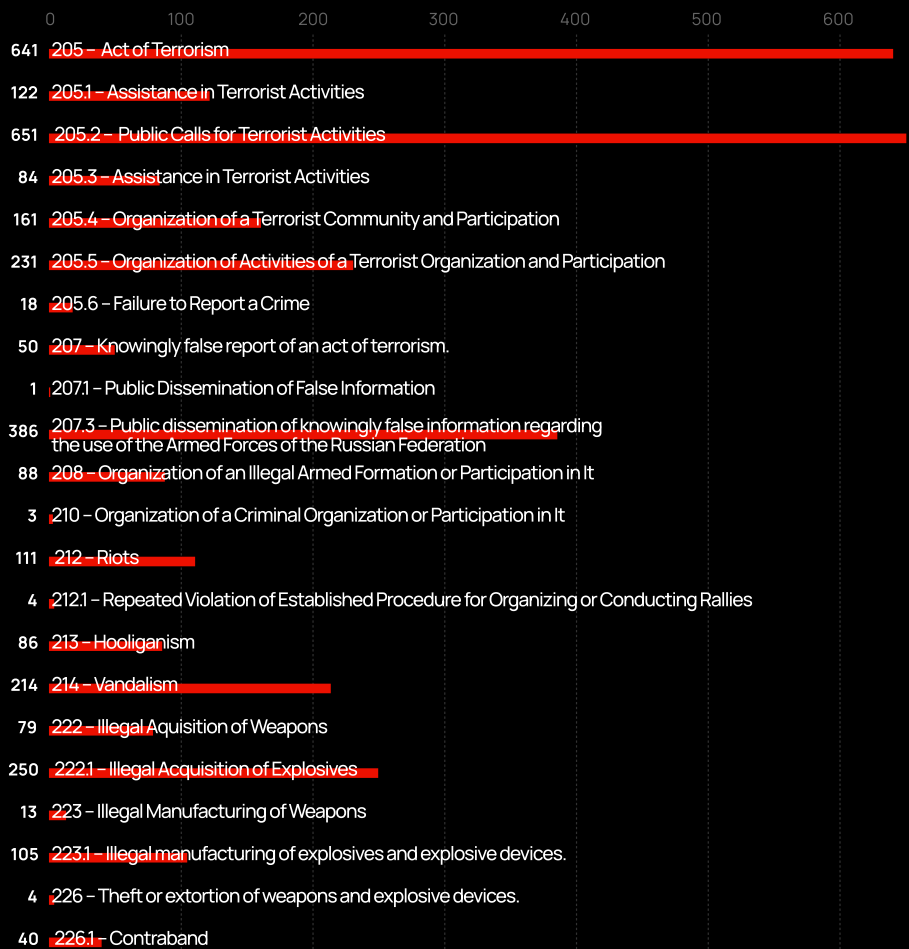 0 100 200 300 400 500 600
641 205 – Act of Terrorism
122 205.1 – Assistance in Terrorist Activities
651 205.2 – Public Calls for Terrorist Activities
84 205.3 – Assistance in Terrorist Activities
161 205.4 – Organization of a Terrorist Community and Participation
231 205.5 – Organization of Activities of a Terrorist Organization and Participation
18 205.6 – Failure to Report a Crime
50 207 – Knowingly false report of an act of terrorism.
1 207.1 – Public Dissemination of False Information
386 207.3 – Public dissemination of knowingly false information regarding
the use of the Armed Forces of the Russian Federation
88 208 – Organization of an Illegal Armed Formation or Participation in It
3 210 – Organization of a Criminal Organization or Participation in It
111 212 – Riots
4 212.1 – Repeated Violation of Established Procedure for Organizing or Conducting Rallies
86 213 – Hooliganism
214 214 – Vandalism
79 222 – Illegal Aquisition of Weapons
250 222.1 – Illegal Acquisition of Explosives
13 223 – Illegal Manufacturing of Weapons
105 223.1 – Illegal manufacturing of explosives and explosive devices.
4 226 – Theft or extortion of weapons and explosive devices.
40 226.1 – Contraband